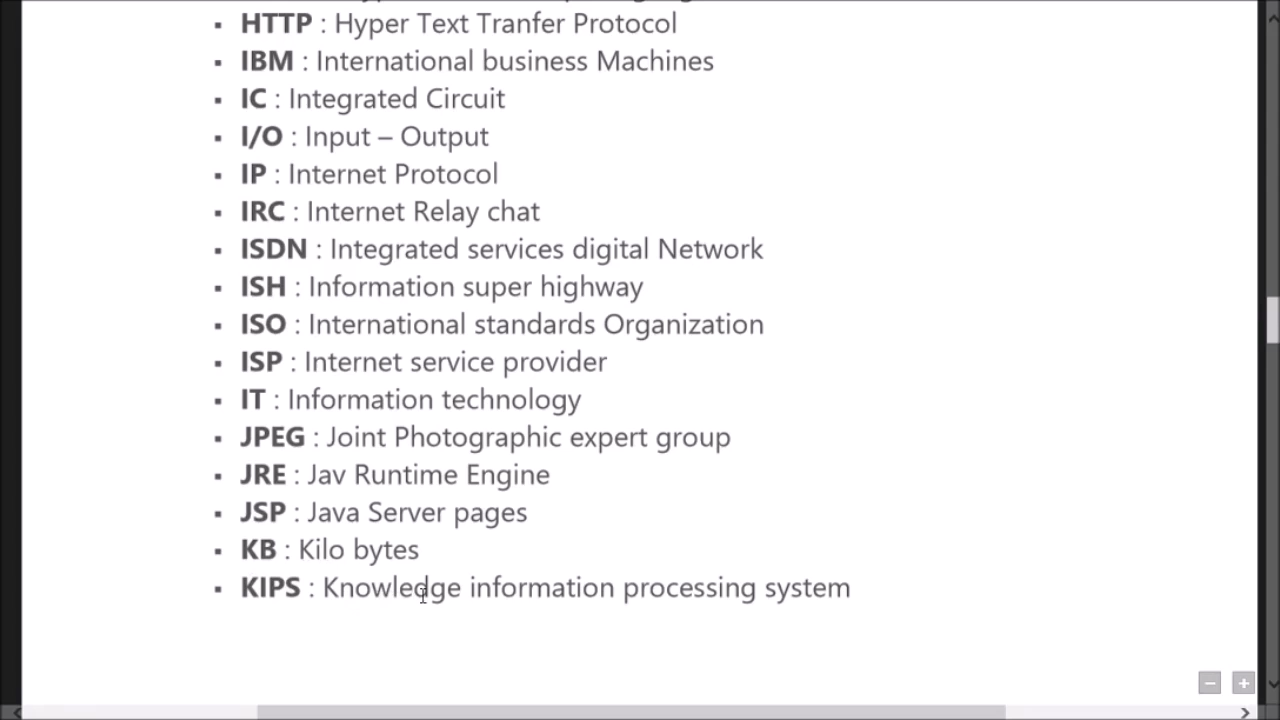 ▪ HTTP : Hyper Text Tranfer Protocol
▪ IBM : International business Machines
▪ IC : Integrated Circuit
▪ I/O : Input – Output
▪ IP : Internet Protocol
▪ IRC : Internet Relay chat
▪ ISDN : Integrated services digital Network
▪ ISH : Information super highway
▪ ISO : International standards Organization
▪ ISP : Internet service provider
▪ IT : Information technology
▪ JPEG : Joint Photographic expert group
▪ JRE : Jav Runtime Engine
▪ JSP : Java Server pages
▪ KB : Kilo bytes
▪ KIPS : Knowledge information processing system